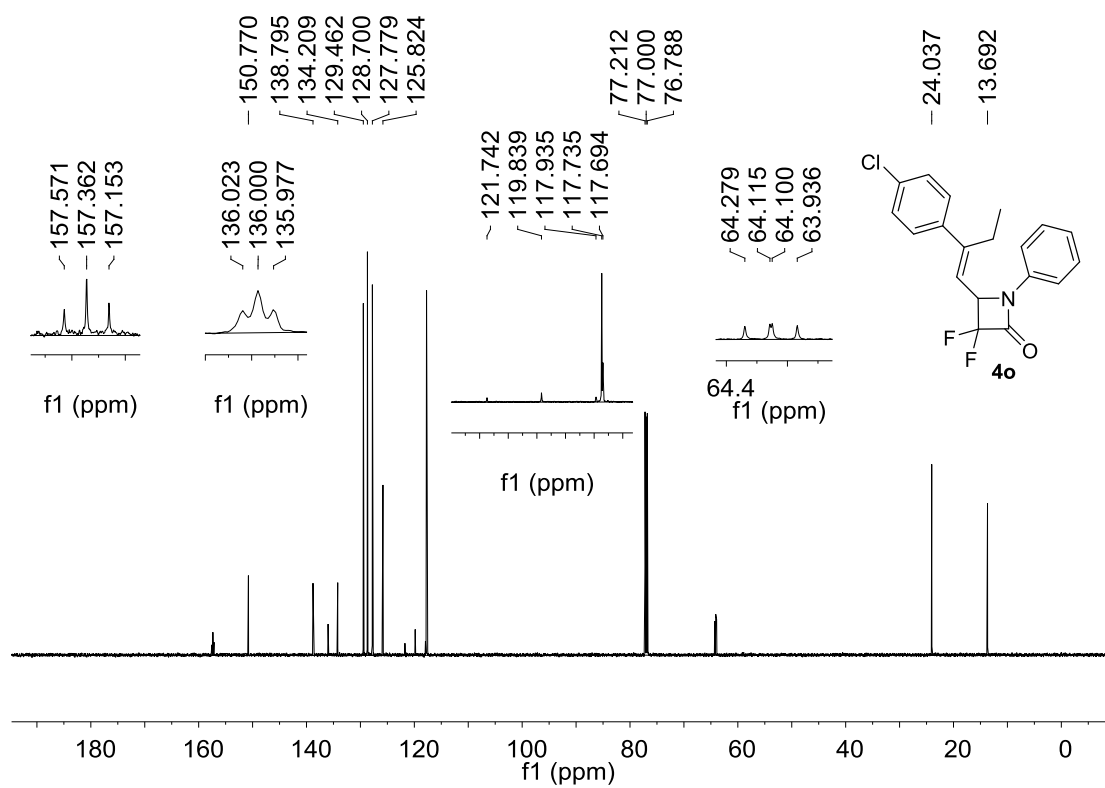 150.770
138.795
134.209
129.462
128.700
127.779
125.824
77.212
77.000
76.788
24.037
13.692
157.571
157.362
157.153
136.023
136.000
135.977
121.742
119.839
117.935
117.735
117.694
64.279
64.115
64.100
63.936
Cl
N
F
F
O
4o
64.4
f1 (ppm)
f1 (ppm)
f1 (ppm)
f1 (ppm)
180 160 140 120 100 80 60 40 20 0
f1 (ppm)